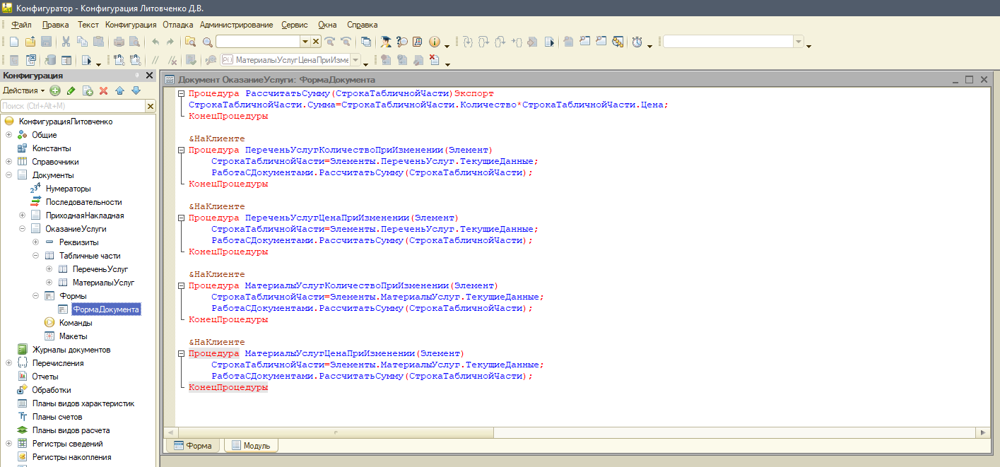 Конфигуратор - Конфигурация Литовченко Д.В.
Файл Правка Текст Конфигурация Отладка Администрирование Сервис Окна Справка
МатериалыУслугЦенаПриИзме
Конфигурация
Действия
Поиск (Ctrl+Alt+M)
КонфигурацияЛитовченко
Общие
Константы
Справочники
Документы
Нумераторы
Последовательности
ПриходнаяНакладная
ОказаниеУслуги
Реквизиты
Табличные части
ПереченьУслуг
МатериалыУслуг
Формы
ФормаДокумента
Команды
Макеты
Журналы документов
Перечисления
Отчеты
Обработки
Планы видов характеристик
Планы счетов
Планы видов расчета
Регистры сведений
Регистры накопления
Документ ОказаниеУслуги: ФормаДокумента
Процедура РассчитатьСумму(СтрокаТабличнойЧасти)Экспорт
СтрокаТабличнойЧасти.Сумма=СтрокаТабличнойЧасти.Количество*СтрокаТабличнойЧасти.Цена;
КонецПроцедуры
&НаКлиенте
Процедура ПереченьУслугКоличествоПриИзменении(Элемент)
СтрокаТабличнойЧасти=Элементы.ПереченьУслуг.ТекущиеДанные;
РаботаСДокументами.РассчитатьСумму(СтрокаТабличнойЧасти);
КонецПроцедуры
&НаКлиенте
Процедура ПереченьУслугЦенаПриИзменении(Элемент)
СтрокаТабличнойЧасти=Элементы.ПереченьУслуг.ТекущиеДанные;
РаботаСДокументами.РассчитатьСумму(СтрокаТабличнойЧасти);
КонецПроцедуры
&НаКлиенте
Процедура МатериалыУслугКоличествоПриИзменении(Элемент)
СтрокаТабличнойЧасти=Элементы.МатериалыУслуг.ТекущиеДанные;
РаботаСДокументами.РассчитатьСумму(СтрокаТабличнойЧасти);
КонецПроцедуры
&НаКлиенте
Процедура МатериалыУслугЦенаПриИзменении(Элемент)
СтрокаТабличнойЧасти=Элементы.МатериалыУслуг.ТекущиеДанные;
РаботаСДокументами.РассчитатьСумму(СтрокаТабличнойЧасти);
КонецПроцедуры
Форма Модуль